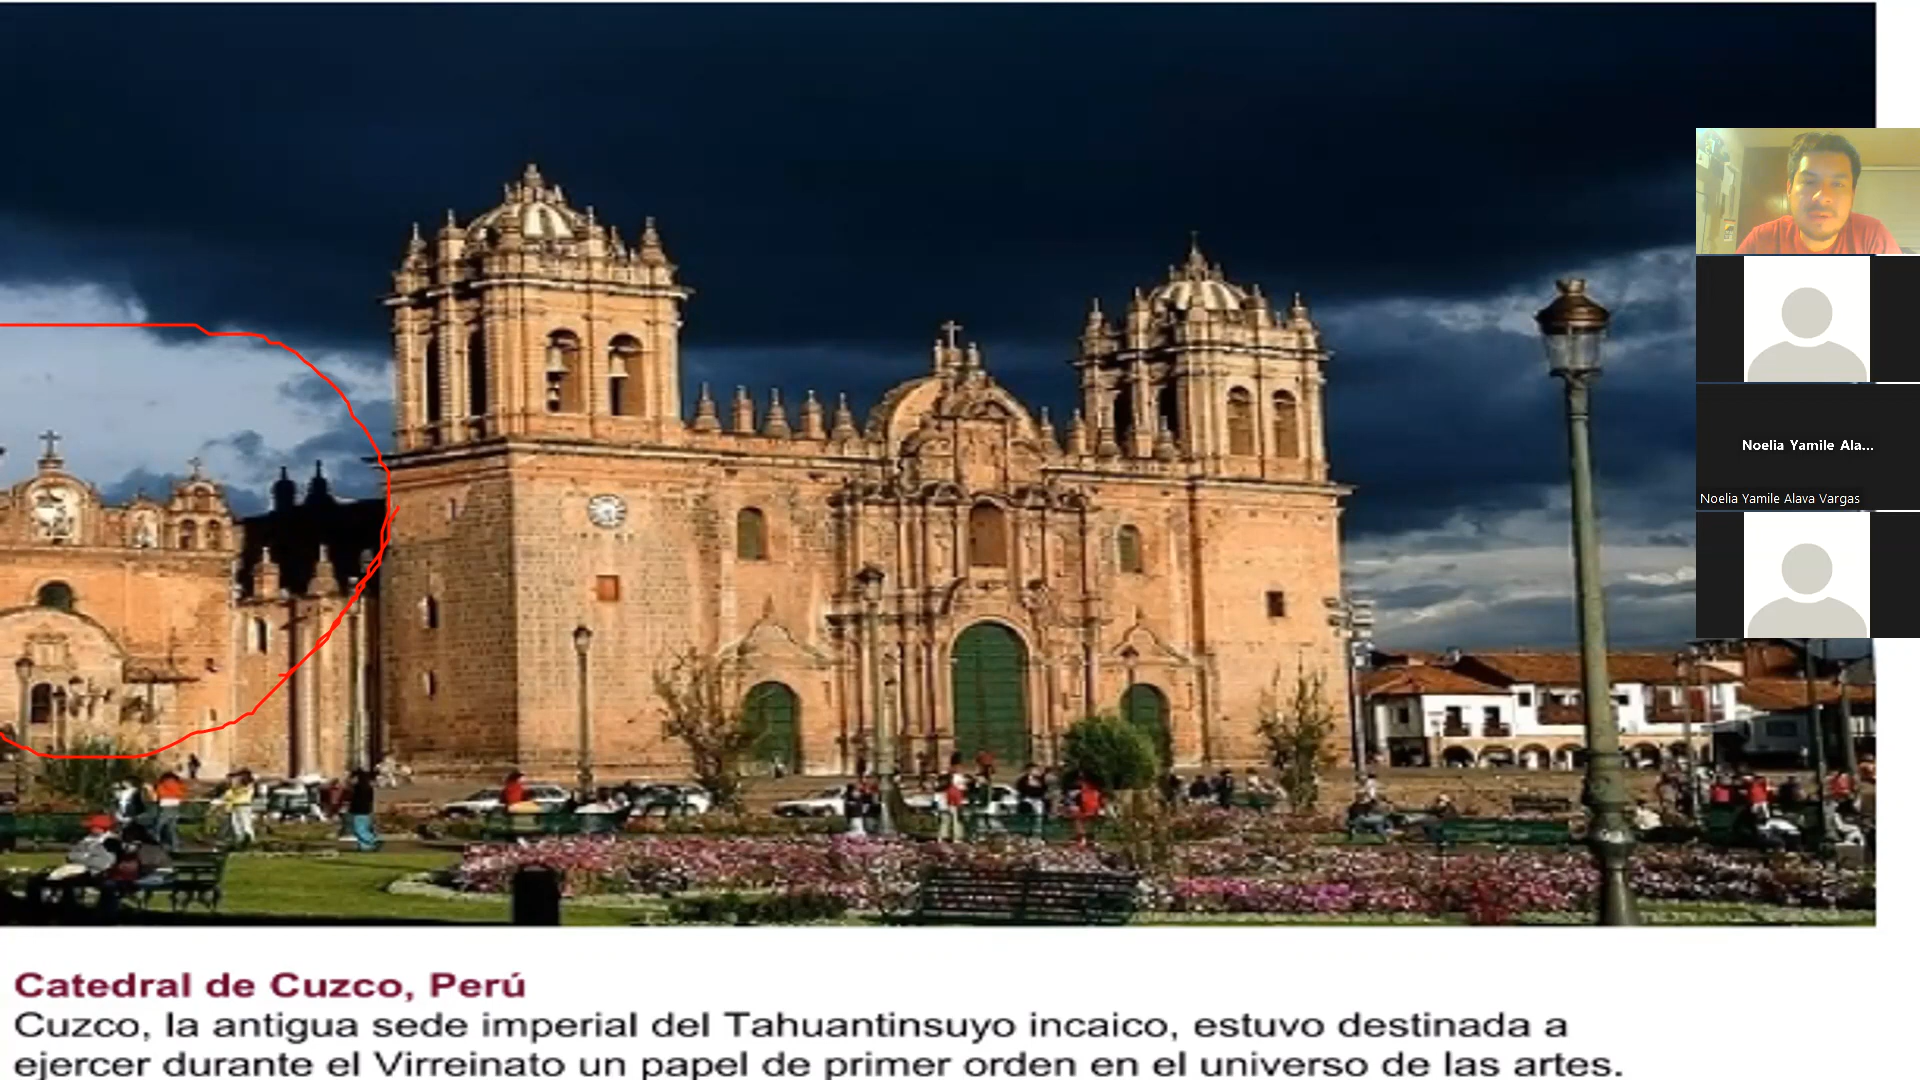 Noelia Yamile Ala...
Noelia Yamile Alava Vargas
Catedral de Cuzco, Perú
Cuzco, la antigua sede imperial del Tahuantinsuyo incaico, estuvo destinada a
ejercer durante el Virreinato un papel de primer orden en el universo de las artes.